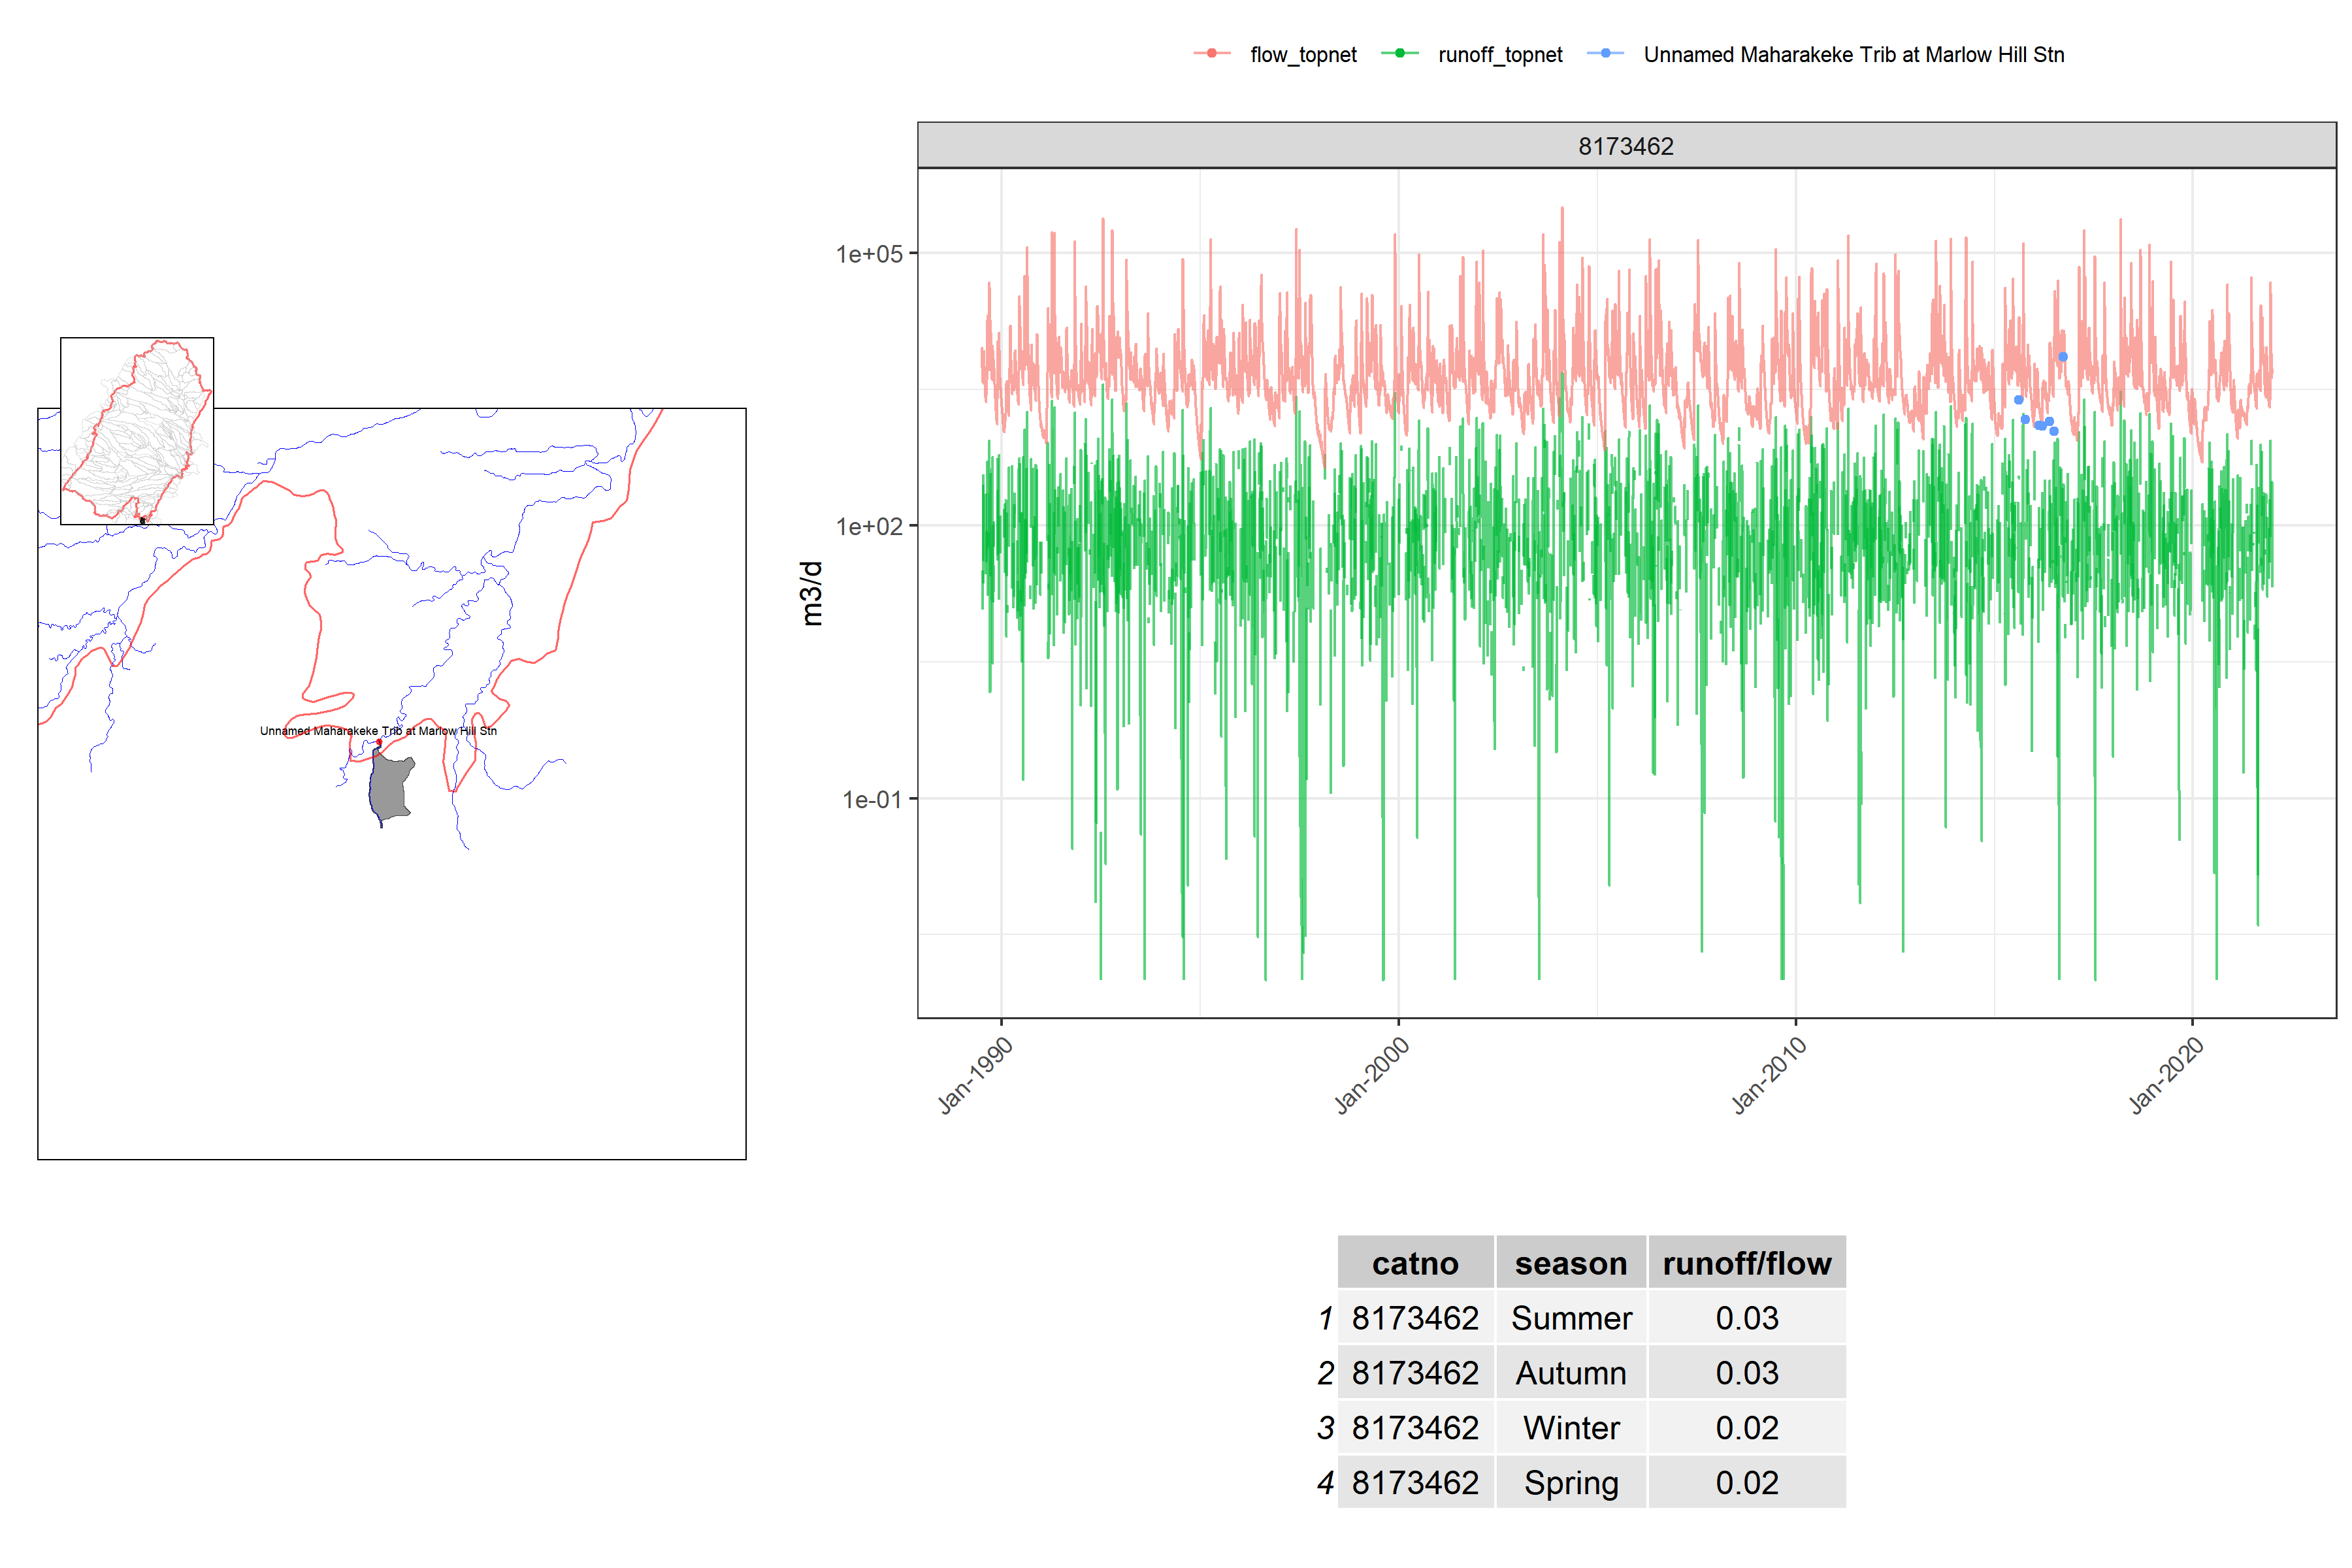 flow_topnet runoff_topnet Unnamed Maharakeke Trib at Marlow Hill Stn
8173462
1e+05
1e+02
1e-01
m3/d
Jan-1990 Jan-2000 Jan-2010 Jan-2020
Unnamed Maharakeke Trib at Marlow Hill Stn
catno season runoff/flow
1 8173462 Summer 0.03
2 8173462 Autumn 0.03
3 8173462 Winter 0.02
4 8173462 Spring 0.02